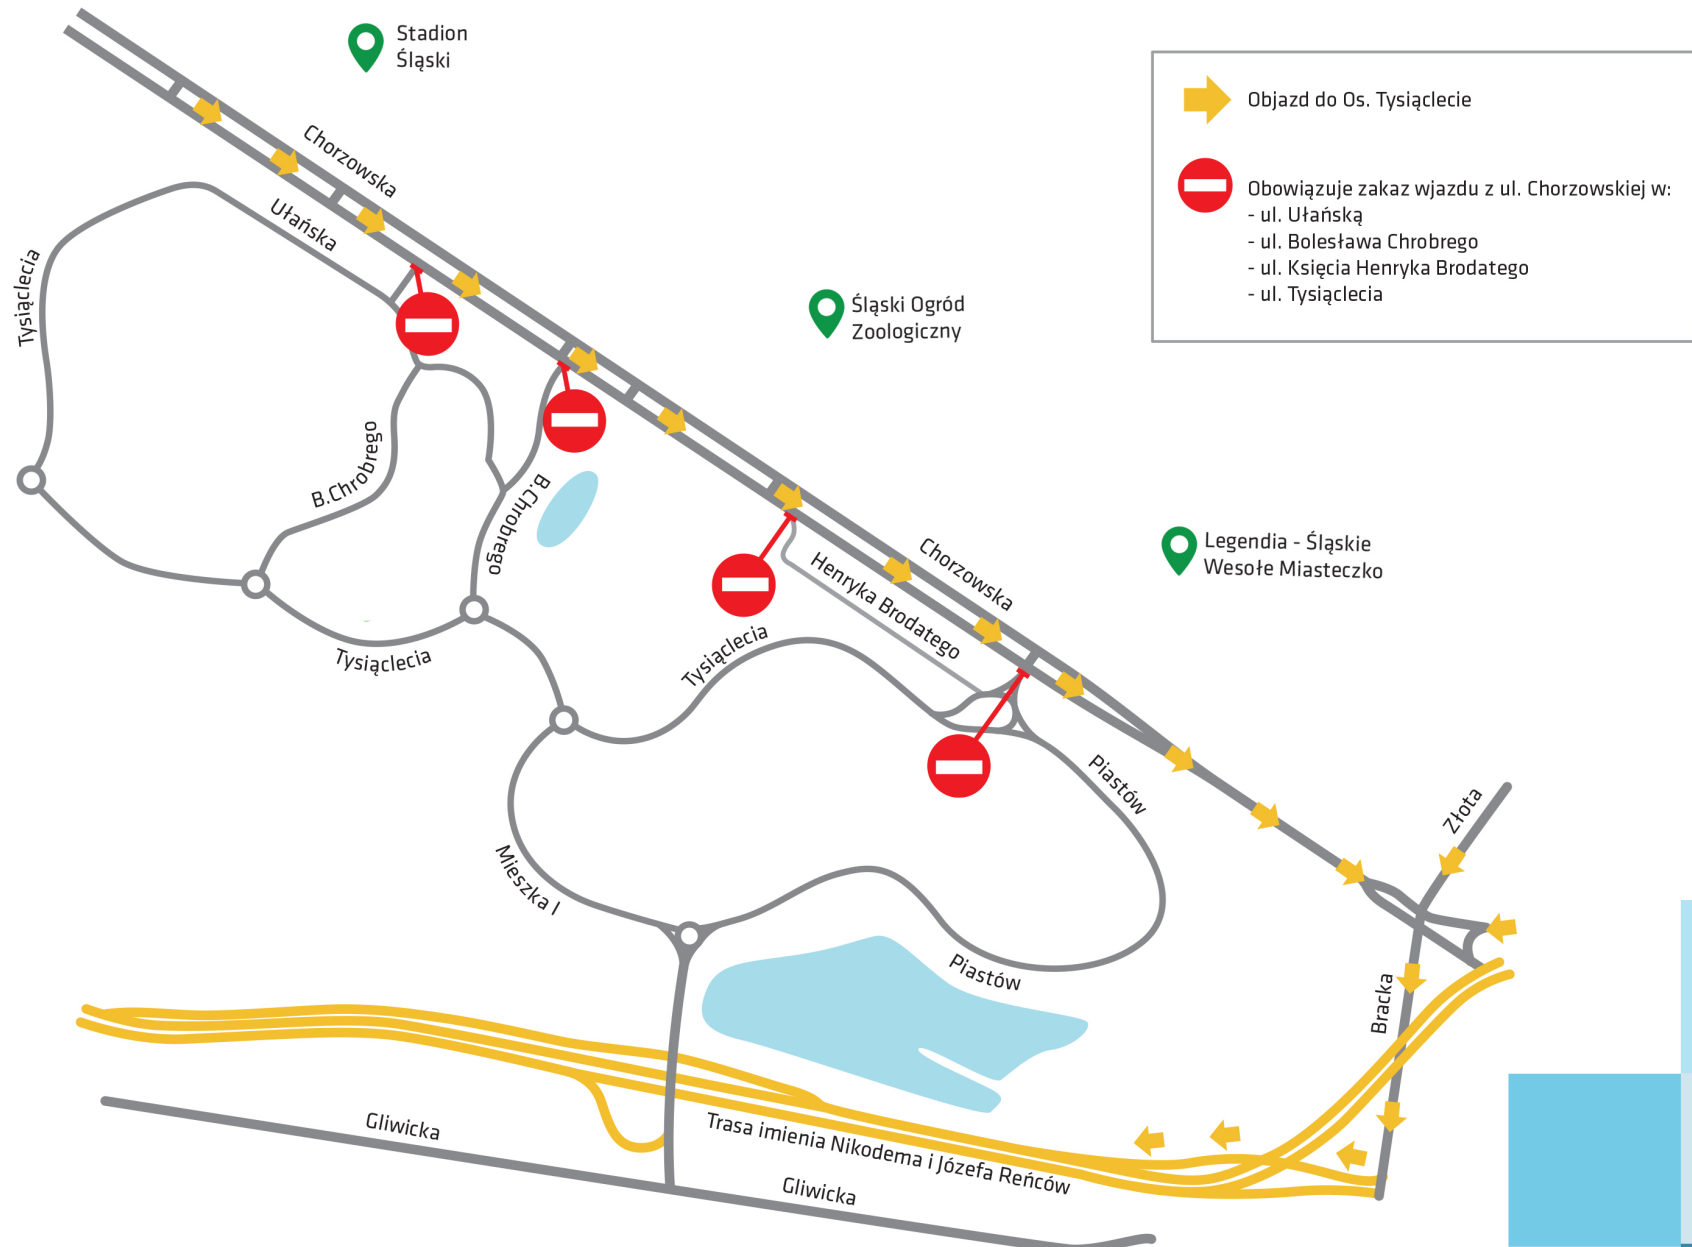 Stadion
Śląski
Objazd do Os. Tysiąclecie
Obowiązuje zakaz wjazdu z ul. Chorzowskiej w:
- ul. Ułańską
- ul. Bolesława Chrobrego
- ul. Księcia Henryka Brodatego
- ul. Tysiąclecia
Chorzowska
Ułańska
Tysiąclecia
Śląski Ogród
Zoologiczny
B.Chrobrego
B.Chrobrego
Legendia - Śląskie
Wesołe Miasteczko
Chorzowska
Henryka Brodatego
Tysiąclecia
Tysiąclecia
Piastów
Złota
Mieszka I
Piastów
Bracka
Gliwicka
Trasa imienia Nikodema i Józefa Reńców
Gliwicka